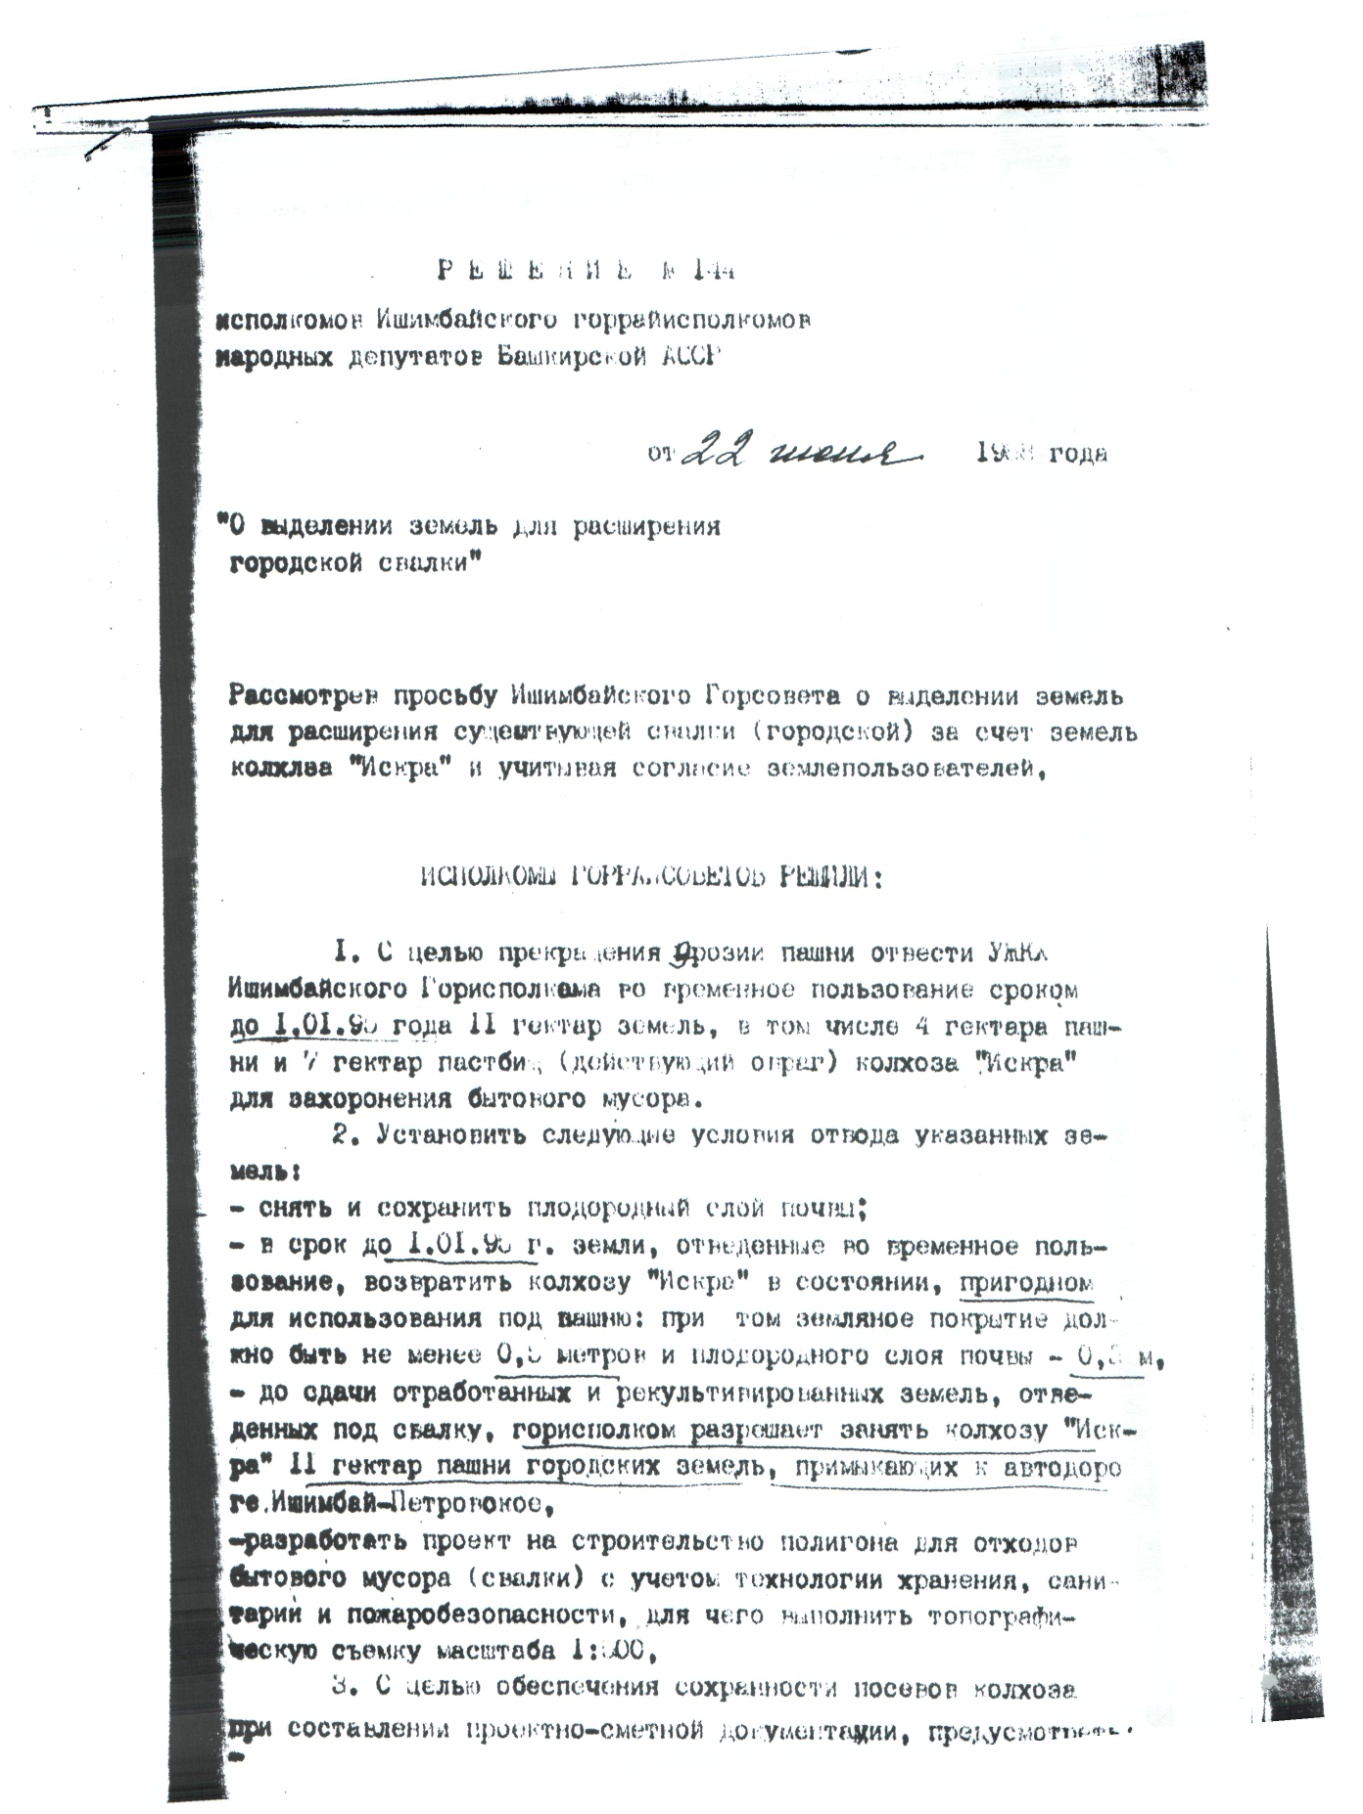 Р Е Ш Е Н И Е № 144
исполкомов Ишимбайского горрайисполкомов
народных депутатов Башкирской АССР
от 22 июня года
"О выделении земель для расширения
городской свалки"
Рассмотрев просьбу Ишимбайского Горсовета о выделении земель
для расширения существующей свалки (городской) за счет земель
колхлва "Искра" и учитывая согласие землепользователей,
ИСПОЛКОМЫ ГОРРАЙСОВЕТОВ РЕШИЛИ:
I. С целью прекращения эрозии пашни отвести УЖКХ
Ишимбайского Горисполкома во временное пользование сроком
до года II гектар земель, в том числе 4 гектара паш-
ни и 7 гектар пастбищ (действующий овраг) колхоза "Искра"
для захоронения бытового мусора.
2. Установить следующие условия отвода указанных зе-
мель:
- снять и сохранить плодородный слой почвы;
- в срок до г. земли, отведенные во временное поль-
зование, возвратить колхозу "Искра" в состоянии, пригодном
для использования под пашню: при том земляное покрытие дол-
жно быть не менее метров и плодородного слоя почвы - м,
- до сдачи отработанных и рекультивированных земель, отве-
денных под свалку, горисполком разрешает занять колхозу "Иск-
ра" II гектар пашни городских земель, примыкающих к автодоро
ге.Ишимбай-Петровское,
-разработать проект на строительство полигона для отходов
бытового мусора (свалки) с учетом технологии хранения, сани-
тарии и пожаробезопасности, для чего выполнить топографи-
ческую съемку масштаба
3. С целью обеспечения сохранности посевов колхоза
при составлении проектно-сметной документации, предусмотреть.
-